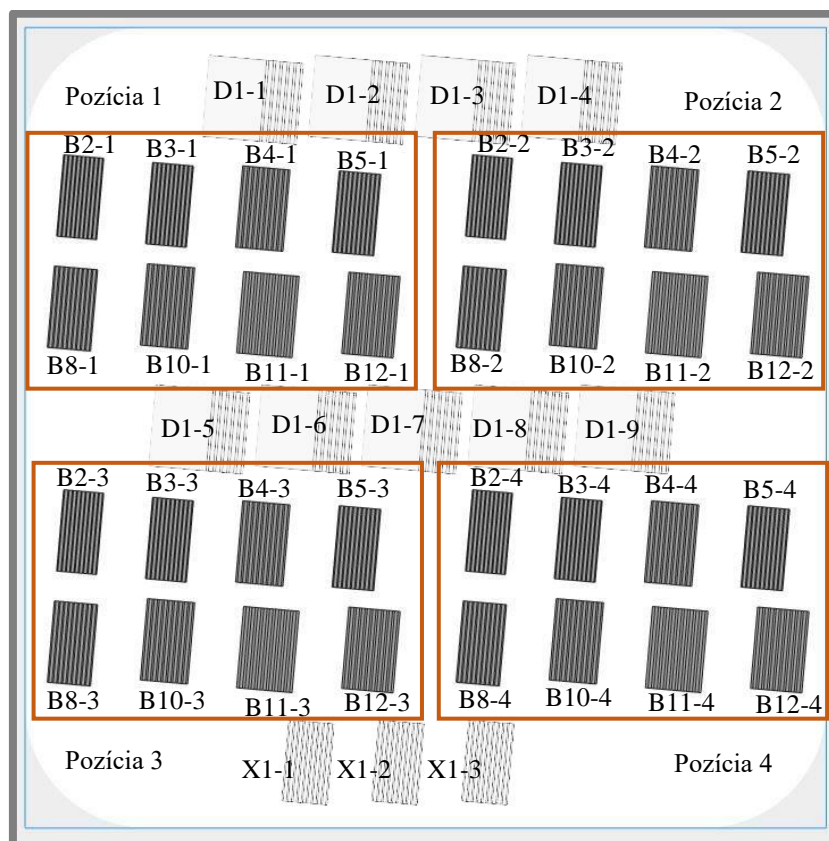 D1-1 D1-2 D1-3 D1-4
Pozícia 1 Pozícia 2
B2-1 B3-1 B4-1 B5-1 B2-2 B3-2 B4-2 B5-2
B8-1 B10-1 B11-1 B12-1 B8-2 B10-2 B11-2 B12-2
D1-5 D1-6 D1-7 D1-8 D1-9
B2-3 B3-3 B4-3 B5-3 B2-4 B3-4 B4-4 B5-4
B8-3 B10-3 B11-3 B12-3 B8-4 B10-4 B11-4 B12-4
Pozícia 3 X1-1 X1-2 X1-3 Pozícia 4